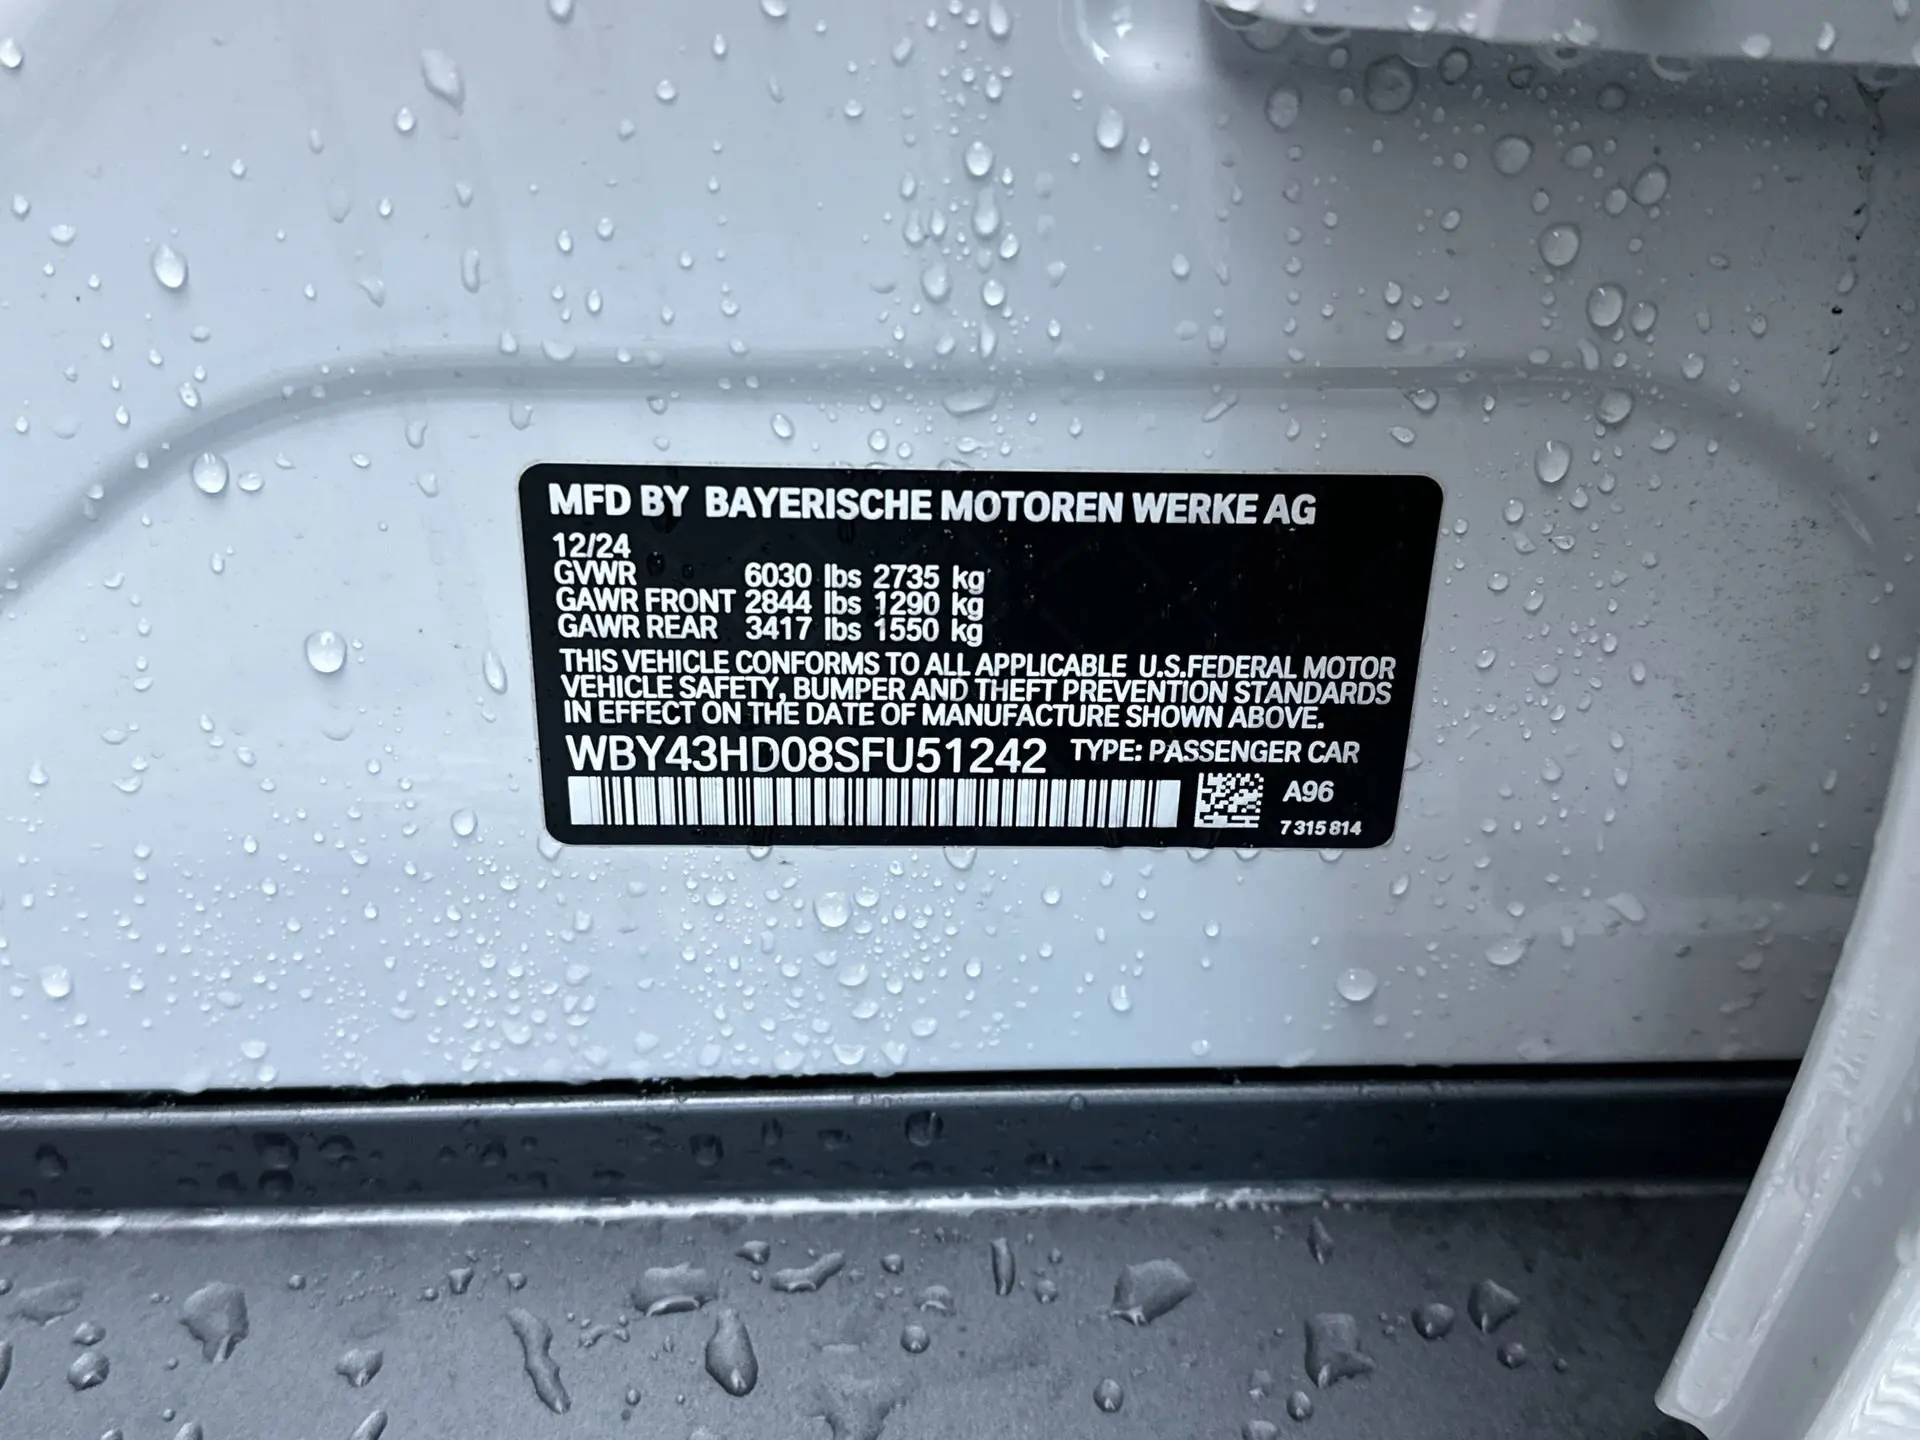 MFD BY BAYERISCHE MOTOREN WERKE AG
12/24
GVWR 6030 lbs 2735 kg
GAWR FRONT 2844 lbs 1290 kg
GAWR REAR 3417 lbs 1550 kg
THIS VEHICLE CONFORMS TO ALL APPLICABLE U.S.FEDERAL MOTOR
VEHICLE SAFETY, BUMPER AND THEFT PREVENTION STANDARDS
IN EFFECT ON THE DATE OF MANUFACTURE SHOWN ABOVE.
WBY43HD08SFU51242 TYPE: PASSENGER CAR
A96
7 315 814